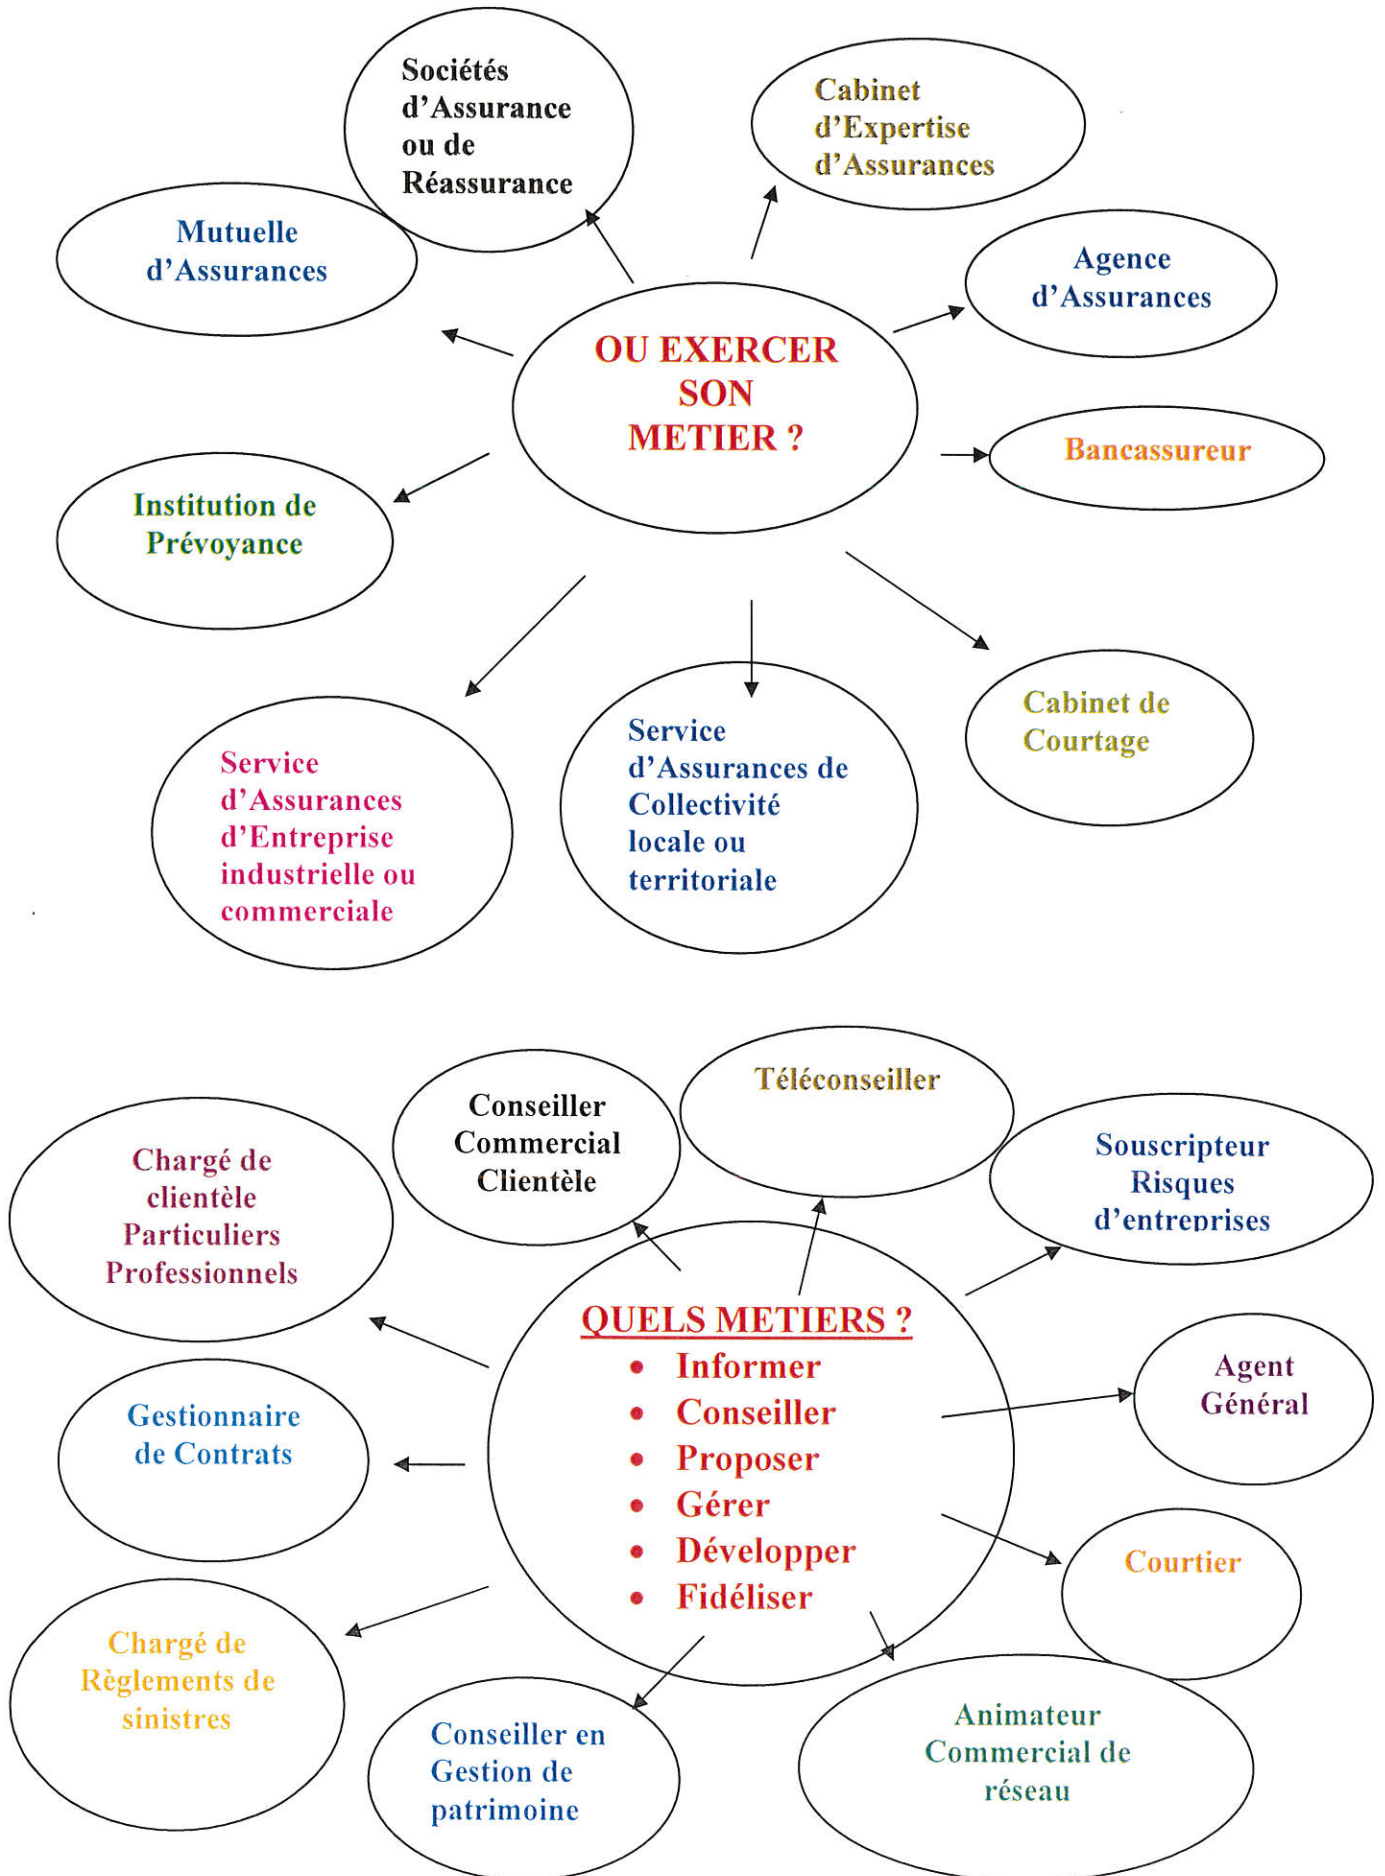 Sociétés
d’Assurance
ou de
Réassurance
Cabinet
d’Expertise
d’Assurances
Mutuelle
d’Assurances
Agence
d’Assurances
OU EXERCER
SON
METIER ?
Bancassureur
Institution de
Prévoyance
Cabinet de
Courtage
Service
d’Assurances
d’Entreprise
industrielle ou
commerciale
Service
d’Assurances de
Collectivité
locale ou
territoriale
Conseiller
Commercial
Clientèle
Téléconseiller
Souscripteur
Risques
d’entreprises
Chargé de
clientèle
Particuliers
Professionnels
QUELS METIERS ?
• Informer
• Conseiller
• Proposer
• Gérer
• Développer
• Fidéliser
Agent
Général
Gestionnaire
de Contrats
Courtier
Chargé de
Règlements de
sinistres
Conseiller en
Gestion de
patrimoine
Animateur
Commercial de
réseau